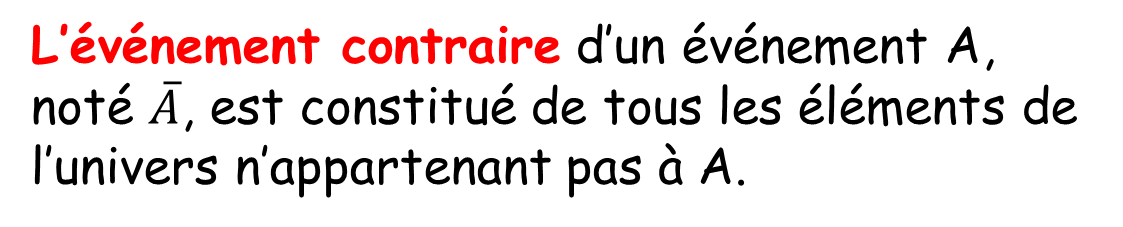 L’événement contraire d’un événement A,
noté Ā, est constitué de tous les éléments de
l’univers n’appartenant pas à A.